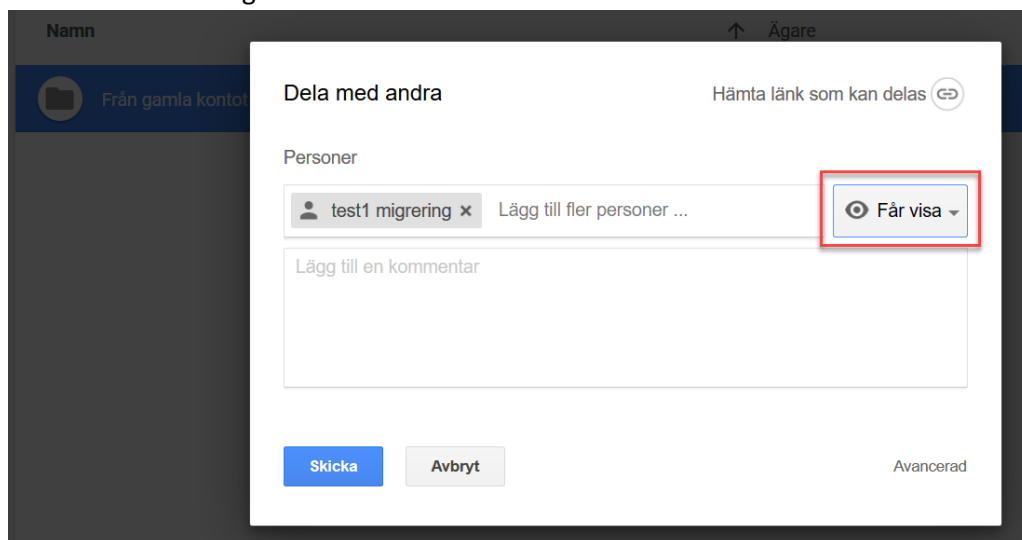 Namn ↑ Ägare
Från gamla kontot
Dela med andra Hämta länk som kan delas
Personer
test1 migrering × Lägg till fler personer ... Får visa
Lägg till en kommentar
Skicka Avbryt Avancerad